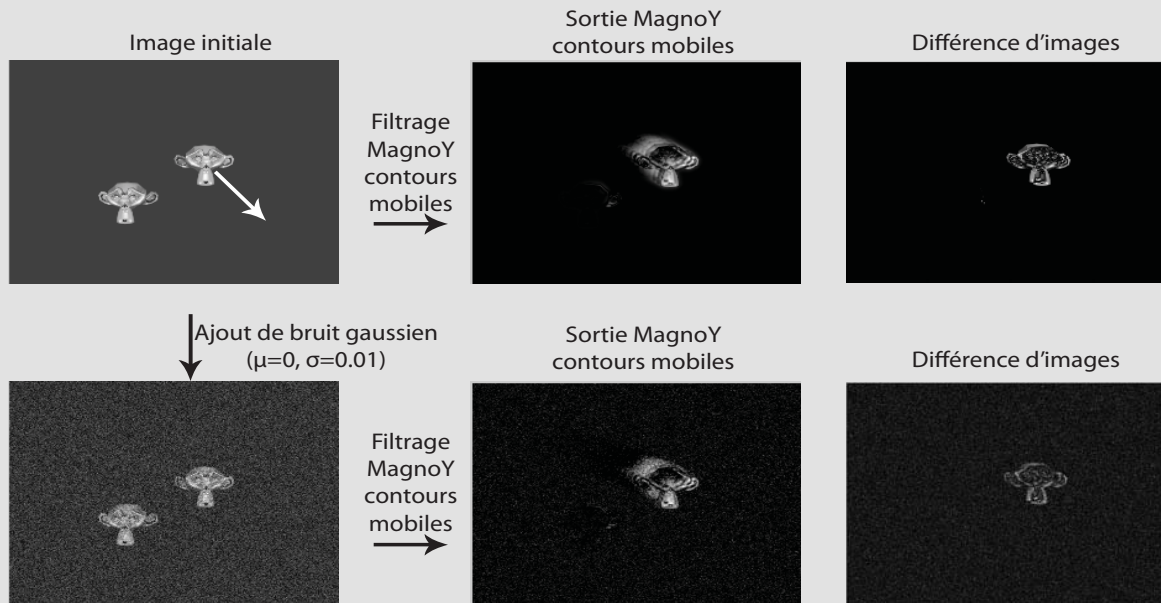 Image initiale
Sortie MagnoY
contours mobiles
Différence d'images
Filtrage
MagnoY
contours
mobiles
Ajout de bruit gaussien
(μ=0, σ=0.01)
Sortie MagnoY
contours mobiles
Différence d'images
Filtrage
MagnoY
contours
mobiles